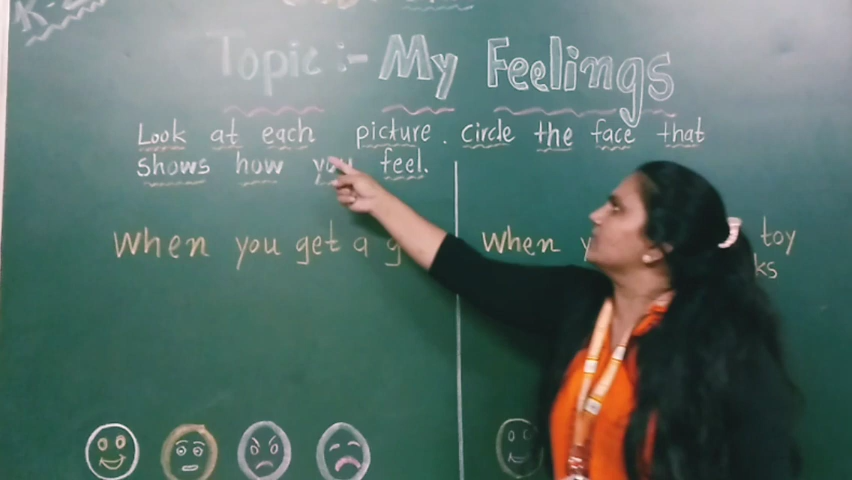 Topic :- My Feelings
Look at each picture. circle the face that
shows how you feel.
When you get a
When toy